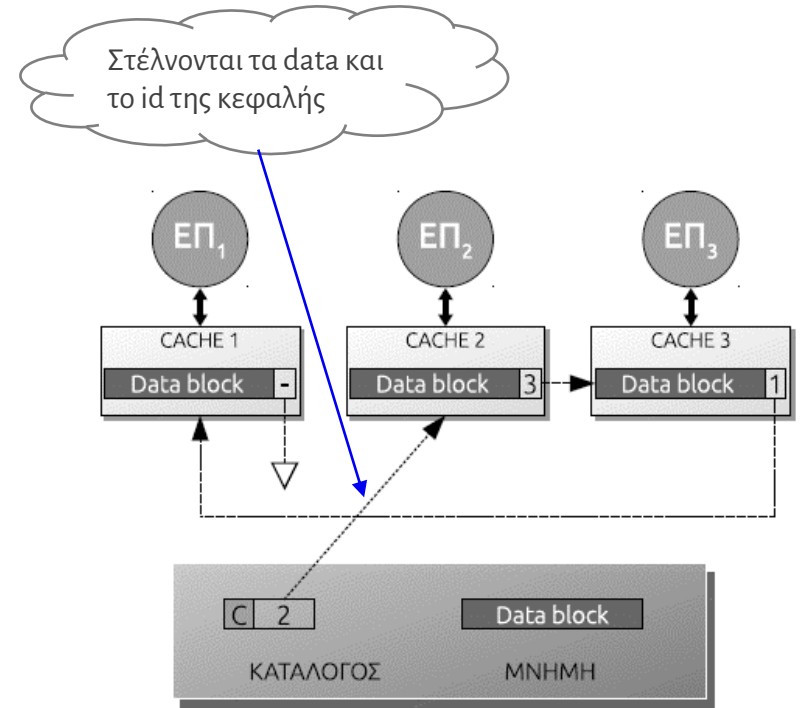 Στέλνονται τα data και
το id της κεφαλής
ΕΠ1 ΕΠ2 ΕΠ3
CACHE 1 CACHE 2 CACHE 3
Data block - Data block 3 Data block 1
C 2 Data block
ΚΑΤΑΛΟΓΟΣ ΜΝΗΜΗ